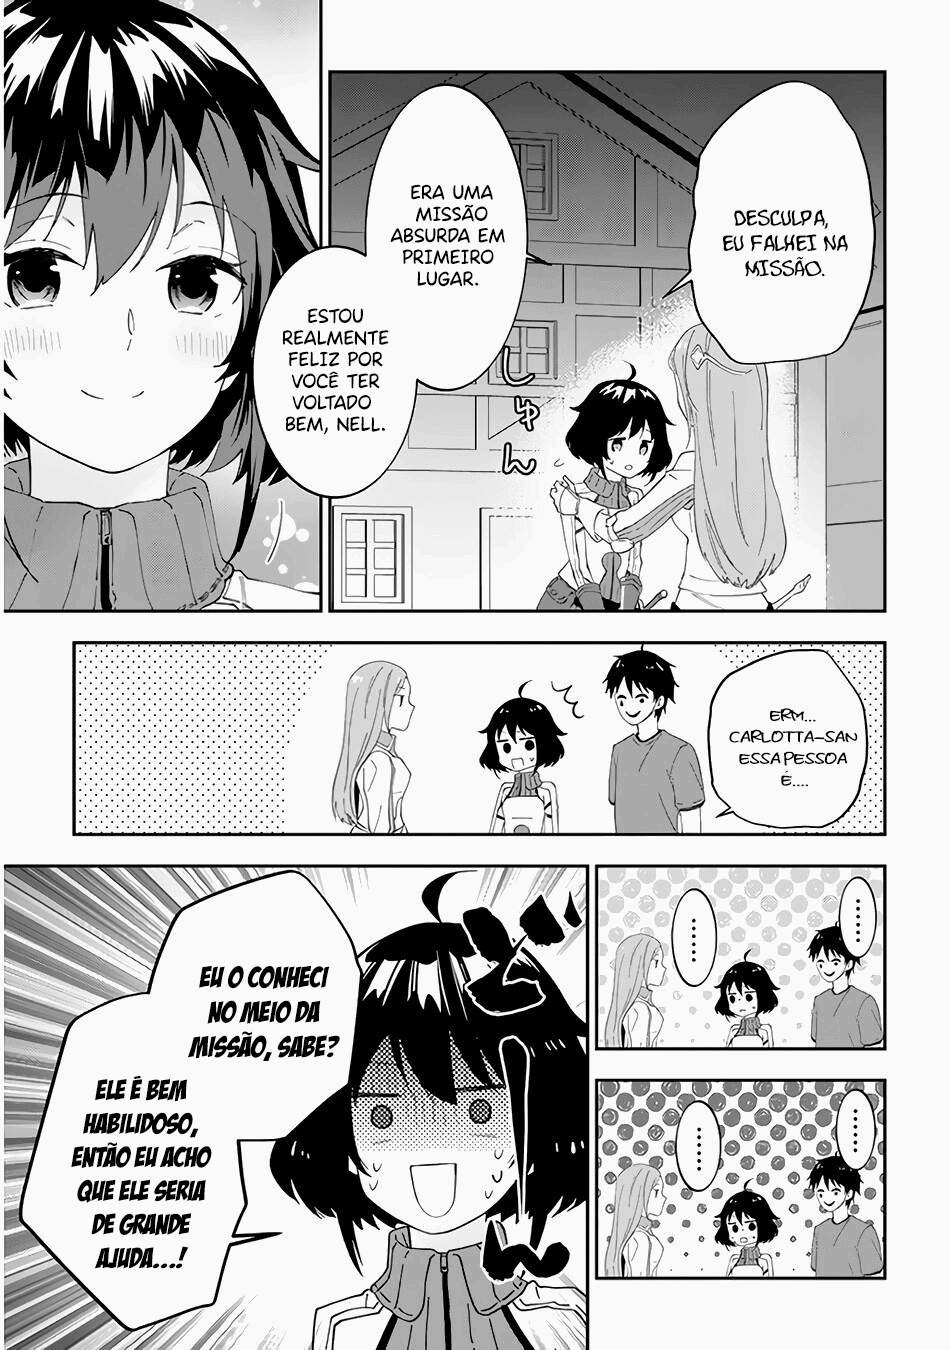 DESCULPA,
EU FALHEI NA
MISSÃO.
ERA UMA
MISSÃO
ABSURDA EM
PRIMEIRO
LUGAR.
ESTOU
REALMENTE
FELIZ POR
VOCÊ TER
VOLTADO
BEM, NELL.
しゅん
ERM...
CARLOTTA-SAN
ESSA PESSOA
É....
EU O CONHECI
NO MEIO DA
MISSÃO, SABE?
ELE É BEM
HABILIDOSO,
ENTÃO EU ACHO
QUE ELE SERIA
DE GRANDE
AJUDA...!